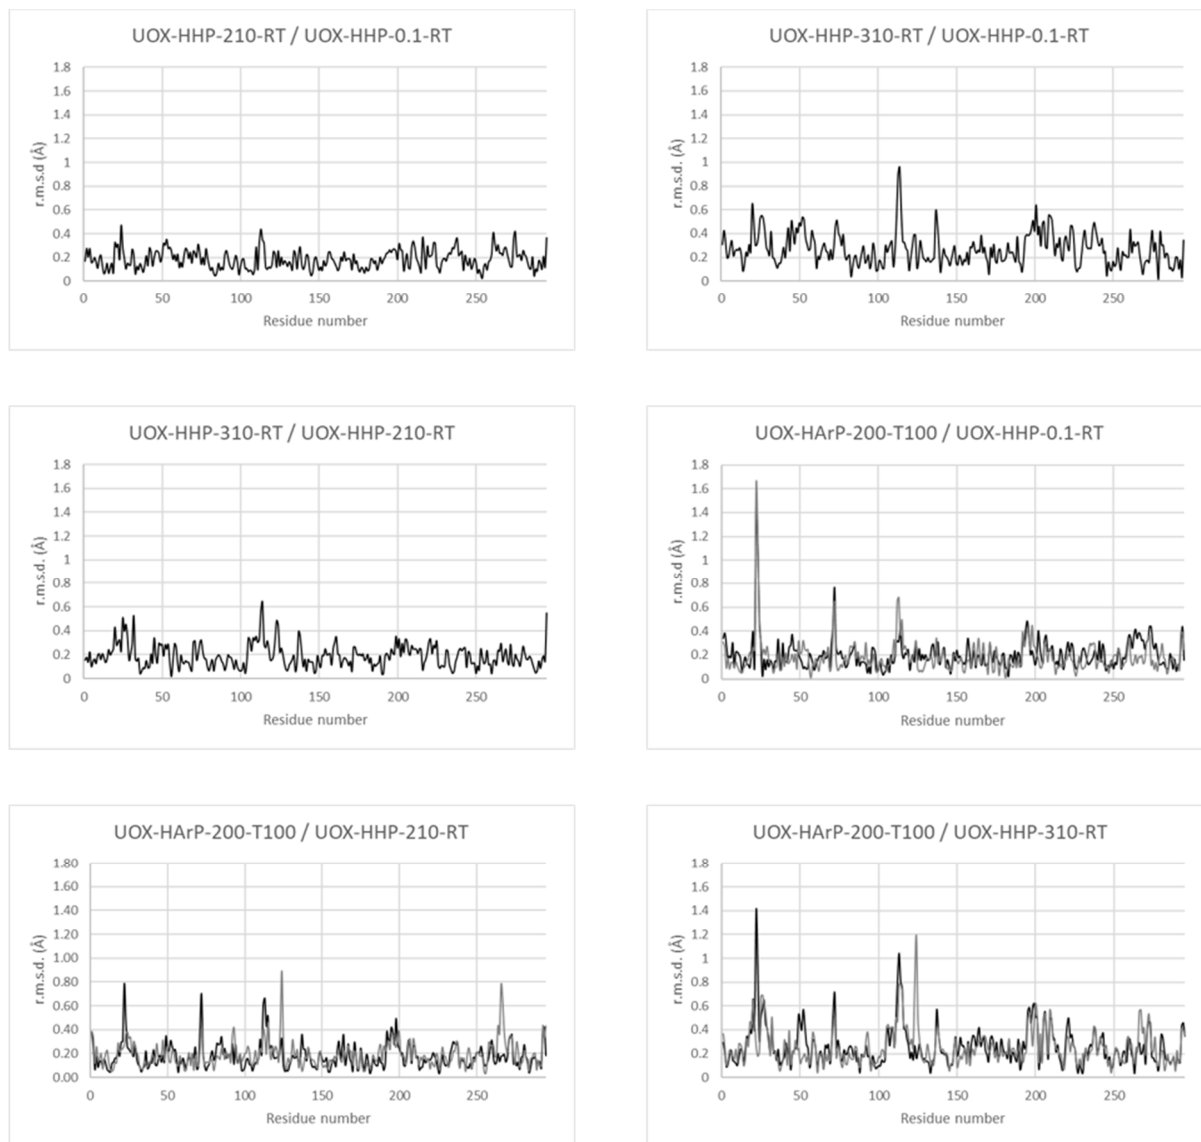 UOX-HHP-210-RT / UOX-HHP-0.1-RT
r.m.s.d (Å)
1.8
1.6
1.4
1.2
1
0.8
0.6
0.4
0.2
0
0 50 100 150 200 250
Residue number
UOX-HHP-310-RT / UOX-HHP-0.1-RT
r.m.s.d. (Å)
1.8
1.6
1.4
1.2
1
0.8
0.6
0.4
0.2
0
0 50 100 150 200 250
Residue number
UOX-HHP-310-RT / UOX-HHP-210-RT
r.m.s.d. (Å)
1.8
1.6
1.4
1.2
1
0.8
0.6
0.4
0.2
0
0 50 100 150 200 250
Residue number
UOX-HArP-200-T100 / UOX-HHP-0.1-RT
r.m.s.d (Å)
1.8
1.6
1.4
1.2
1
0.8
0.6
0.4
0.2
0
0 50 100 150 200 250
Residue number
UOX-HArP-200-T100 / UOX-HHP-210-RT
r.m.s.d. (Å)
1.80
1.60
1.40
1.20
1.00
0.80
0.60
0.40
0.20
0.00
0 50 100 150 200 250
Residue number
UOX-HArP-200-T100 / UOX-HHP-310-RT
r.m.s.d. (Å)
1.8
1.6
1.4
1.2
1
0.8
0.6
0.4
0.2
0
0 50 100 150 200 250
Residue number